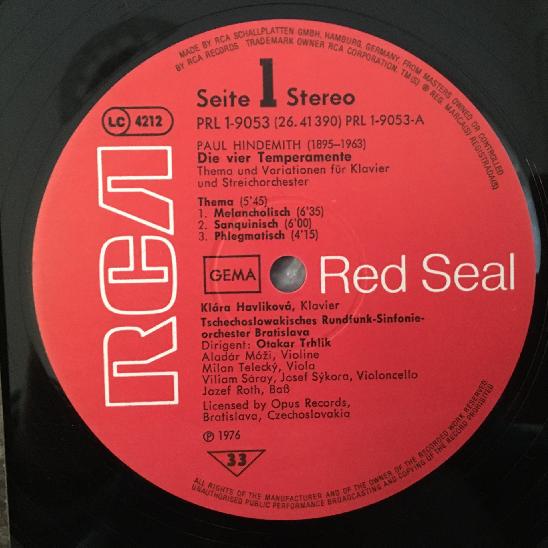 MADE BY RCA SCHALLPLATTEN GMBH, HAMBURG, GERMANY, FROM MASTERS OWNED OR CONTROLLED
BY RCA RECORDS TRADEMARK OWNER RCA CORPORATION. TM(S) ® REG. MARCA(S) REGISTRADA(S)
Seite 1 Stereo
LC 4212
PRL 1-9053 (26.41 390) PRL 1-9053-A
PAUL HINDEMITH (1895-1963)
Die vier Temperamente
Thema und Variationen für Klavier
und Streichorchester
Thema (5'45)
1. Melancholisch (6'35)
2. Sanguinisch (6'00)
3. Phlegmatisch (4'15)
RCA
GEMA
Red Seal
Klára Havliková, Klavier
Tschechoslowakisches Rundfunk-Sinfonie-
orchester Bratislava
Dirigent: Otakar Trhlik
Aladár Móži, Violine
Milan Telecký, Viola
Viliam Šáray, Josef Sýkora, Violoncello
Jozef Roth, Baß
Licensed by Opus Records,
Bratislava, Czechoslovakia
℗ 1976
33
ALL RIGHTS OF THE MANUFACTURER AND OF THE OWNER OF THE RECORDED WORK RESERVED
UNAUTHORISED PUBLIC PERFORMANCE BROADCASTING AND COPYING OF THE RECORD PROHIBITED